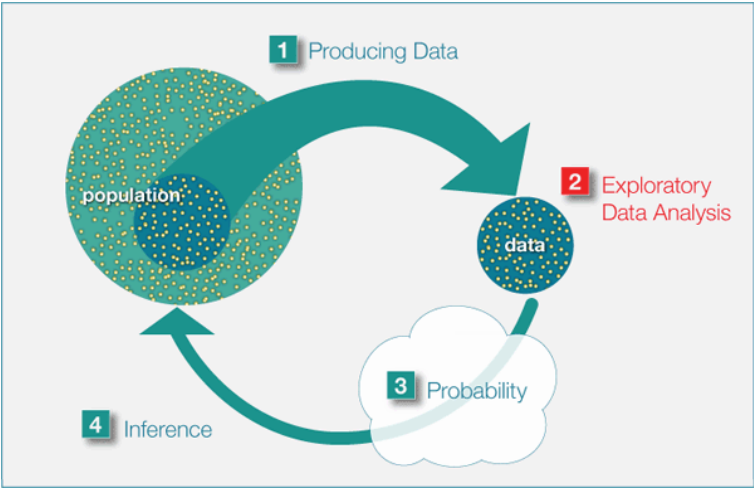 1 Producing Data
population
2 Exploratory
Data Analysis
data
3 Probability
4 Inference